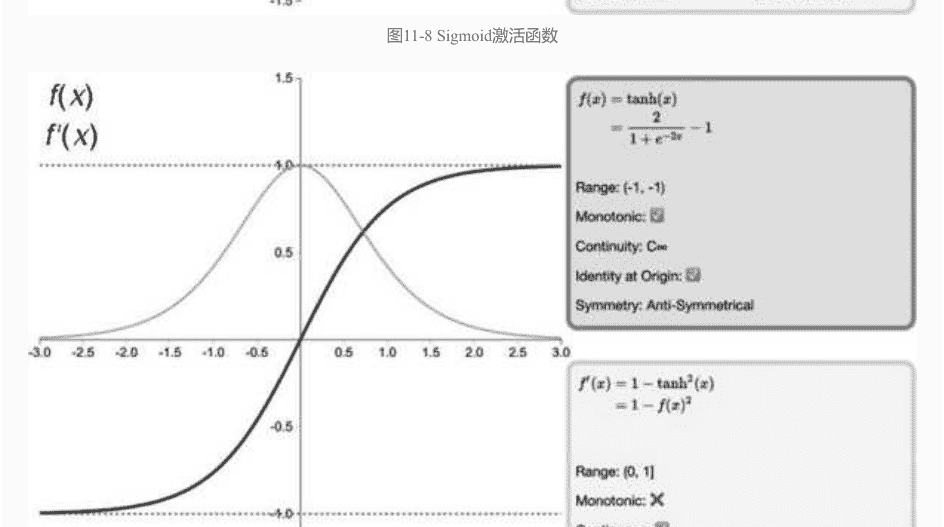 -1.5
图11-8 Sigmoid激活函数
f(x)
f'(x)
1.5
1.0
0.5
-3.0 -2.5 -2.0 -1.5 -1.0 -0.5 0.5 1.0 1.5 2.0 2.5 3.0
-0.5
-1.0
f(x) = tanh(x)
= 2 / (1 + e^{-2x}) - 1
Range: (-1, -1)
Monotonic: ☑
Continuity: C∞
Identity at Origin: ☑
Symmetry: Anti-Symmetrical
f'(x) = 1 - tanh²(x)
= 1 - f(x)²
Range: (0, 1]
Monotonic: ✕